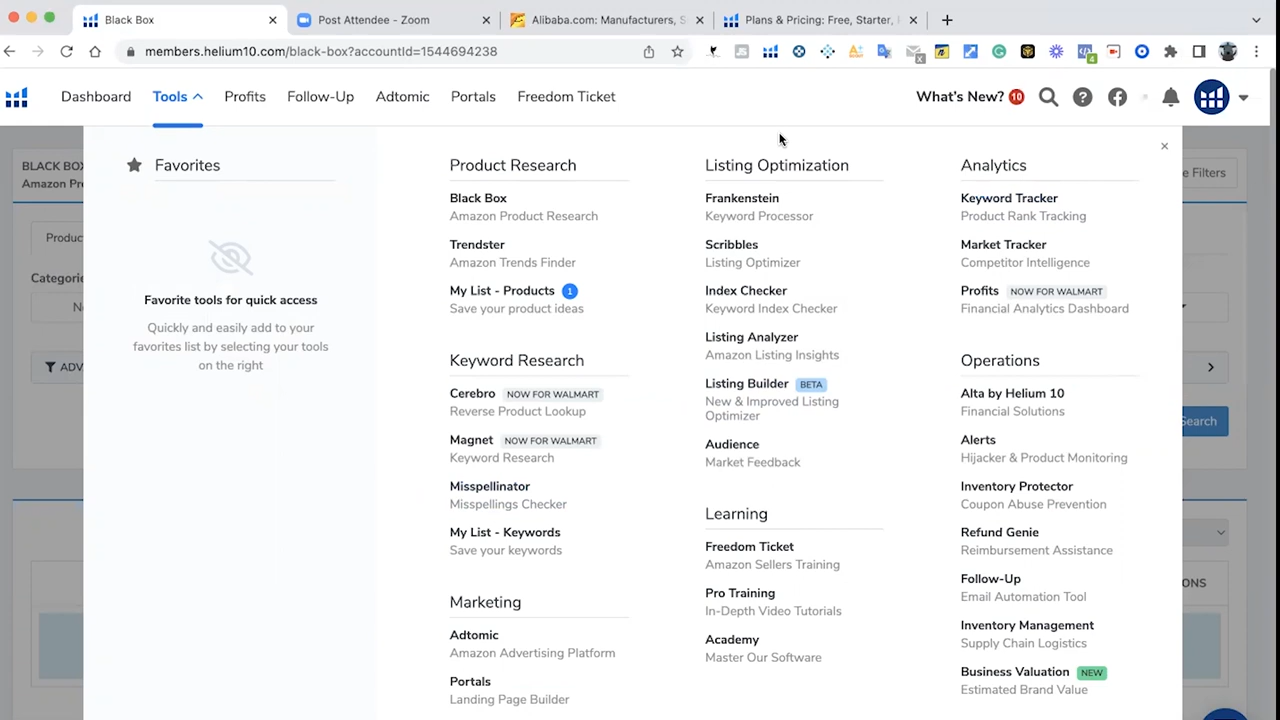 Black Box
Post Attendee - Zoom
Alibaba.com: Manufacturers, S
Plans & Pricing: Free, Starter,
members.helium10.com/black-box?accountId=1544694238
Dashboard
Tools
Profits
Follow-Up
Adtomic
Portals
Freedom Ticket
What's New? 10
BLACK BOX
Amazon Pr
Produc
Categorie
N
ADV
Favorites
Favorite tools for quick access
Quickly and easily add to your
favorites list by selecting your tools
on the right
Product Research
Black Box
Amazon Product Research
Trendster
Amazon Trends Finder
My List - Products 1
Save your product ideas
Keyword Research
Cerebro NOW FOR WALMART
Reverse Product Lookup
Magnet NOW FOR WALMART
Keyword Research
Misspellinator
Misspellings Checker
My List - Keywords
Save your keywords
Marketing
Adtomic
Amazon Advertising Platform
Portals
Landing Page Builder
Listing Optimization
Frankenstein
Keyword Processor
Scribbles
Listing Optimizer
Index Checker
Keyword Index Checker
Listing Analyzer
Amazon Listing Insights
Listing Builder BETA
New & Improved Listing
Optimizer
Audience
Market Feedback
Learning
Freedom Ticket
Amazon Sellers Training
Pro Training
In-Depth Video Tutorials
Academy
Master Our Software
Analytics
Keyword Tracker
Product Rank Tracking
Market Tracker
Competitor Intelligence
Profits NOW FOR WALMART
Financial Analytics Dashboard
Operations
Alta by Helium 10
Financial Solutions
Alerts
Hijacker & Product Monitoring
Inventory Protector
Coupon Abuse Prevention
Refund Genie
Reimbursement Assistance
Follow-Up
Email Automation Tool
Inventory Management
Supply Chain Logistics
Business Valuation NEW
Estimated Brand Value
e Filters
Search
ONS